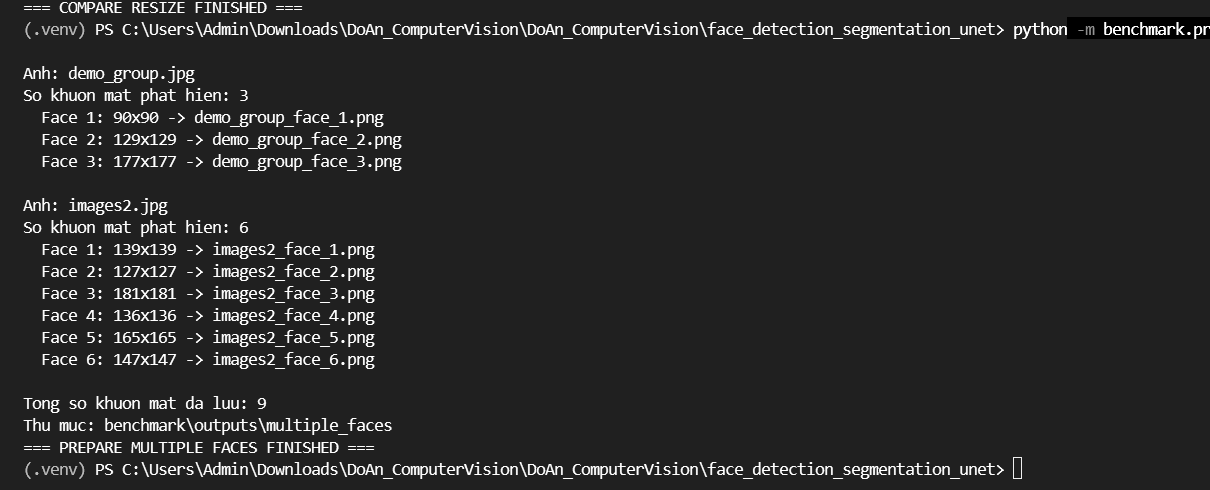 === COMPARE RESIZE FINISHED ===
(.venv) PS C:\Users\Admin\Downloads\DoAn_ComputerVision\DoAn_ComputerVision\face_detection_segmentation_unet> python -m benchmark.pr
Anh: demo_group.jpg
So khuon mat phat hien: 3
Face 1: 90x90 -> demo_group_face_1.png
Face 2: 129x129 -> demo_group_face_2.png
Face 3: 177x177 -> demo_group_face_3.png
Anh: images2.jpg
So khuon mat phat hien: 6
Face 1: 139x139 -> images2_face_1.png
Face 2: 127x127 -> images2_face_2.png
Face 3: 181x181 -> images2_face_3.png
Face 4: 136x136 -> images2_face_4.png
Face 5: 165x165 -> images2_face_5.png
Face 6: 147x147 -> images2_face_6.png
Tong so khuon mat da luu: 9
Thu muc: benchmark\outputs\multiple_faces
=== PREPARE MULTIPLE FACES FINISHED ===
(.venv) PS C:\Users\Admin\Downloads\DoAn_ComputerVision\DoAn_ComputerVision\face_detection_segmentation_unet>